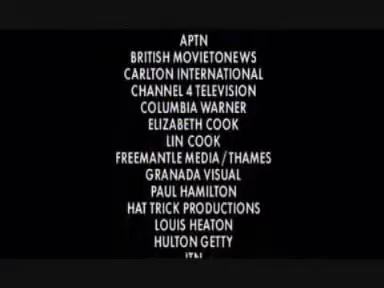 APTN
BRITISH MOVIETONEWS
CARLTON INTERNATIONAL
CHANNEL 4 TELEVISION
COLUMBIA WARNER
ELIZABETH COOK
LIN COOK
FREEMANTLE MEDIA / THAMES
GRANADA VISUAL
PAUL HAMILTON
HAT TRICK PRODUCTIONS
LOUIS HEATON
HULTON GETTY
ITN